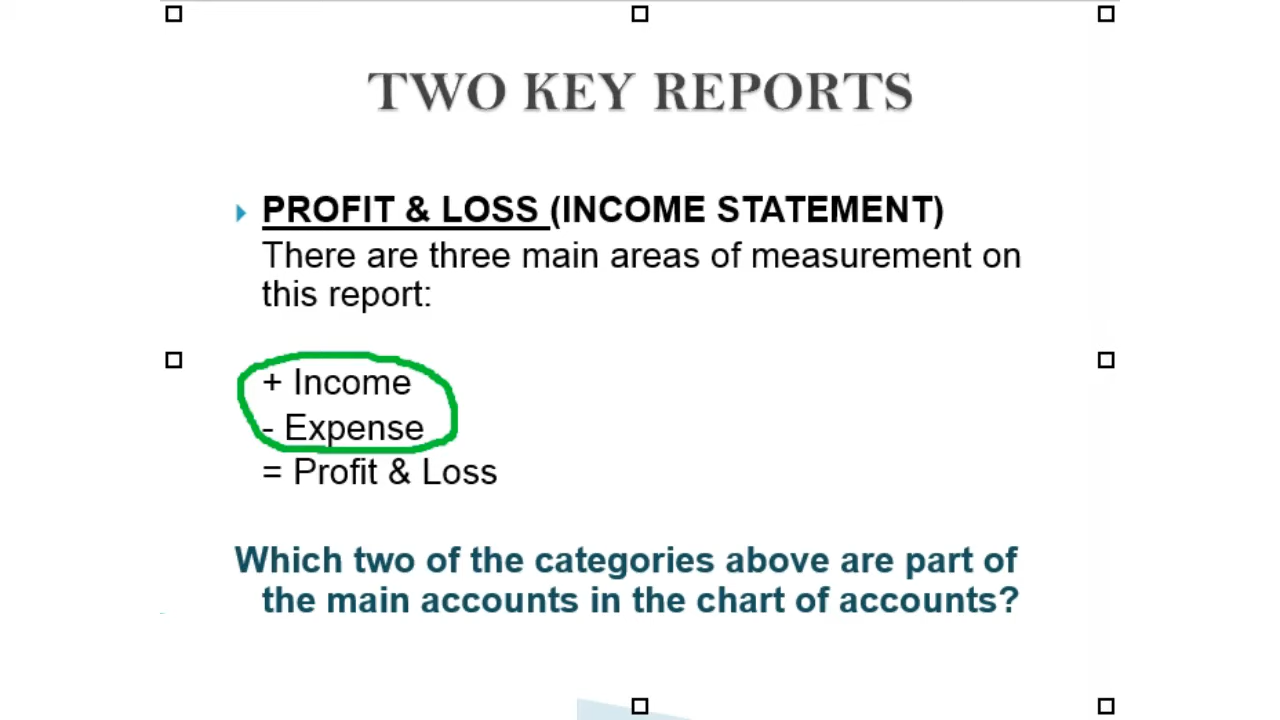 TWO KEY REPORTS
PROFIT & LOSS (INCOME STATEMENT)
There are three main areas of measurement on
this report:
+ Income
- Expense
= Profit & Loss
Which two of the categories above are part of
the main accounts in the chart of accounts?